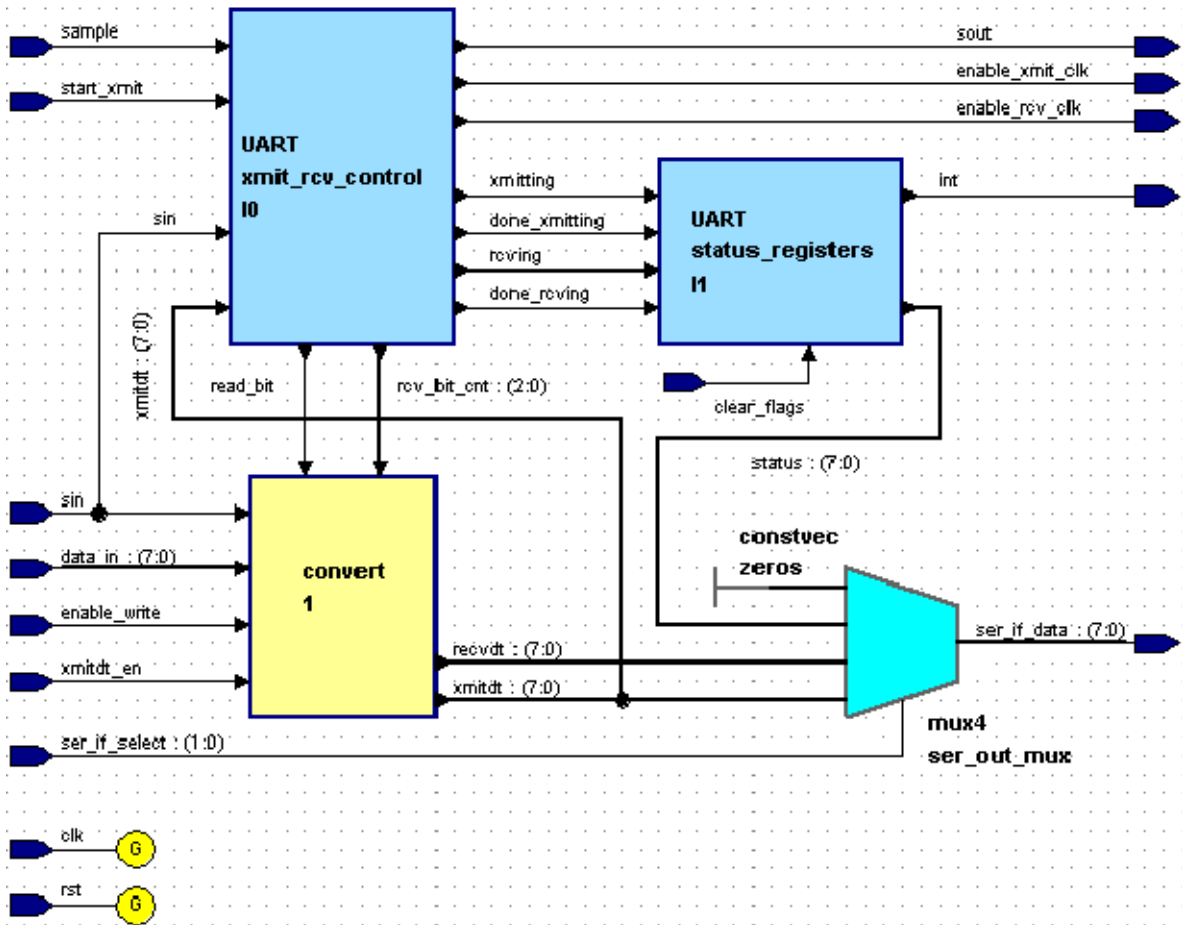 sample
sout
enable_xmit_clk
start_xmit
enable_rcv_clk
UART
xmit_rcv_control
I0
xmitting
int
done_xmitting
UART
status_registers
I1
sin
rcving
done_rcving
xmitdt : (7:0)
read_bit
rcv_bit_cnt : (2:0)
clear_flags
status : (7:0)
sin
data_in : (7:0)
convert
1
constvec
zeros
enable_write
ser_if_data : (7:0)
recvdt : (7:0)
xmitdt_en
xmitdt : (7:0)
mux4
ser_out_mux
ser_if_select : (1:0)
clk
G
rst
G